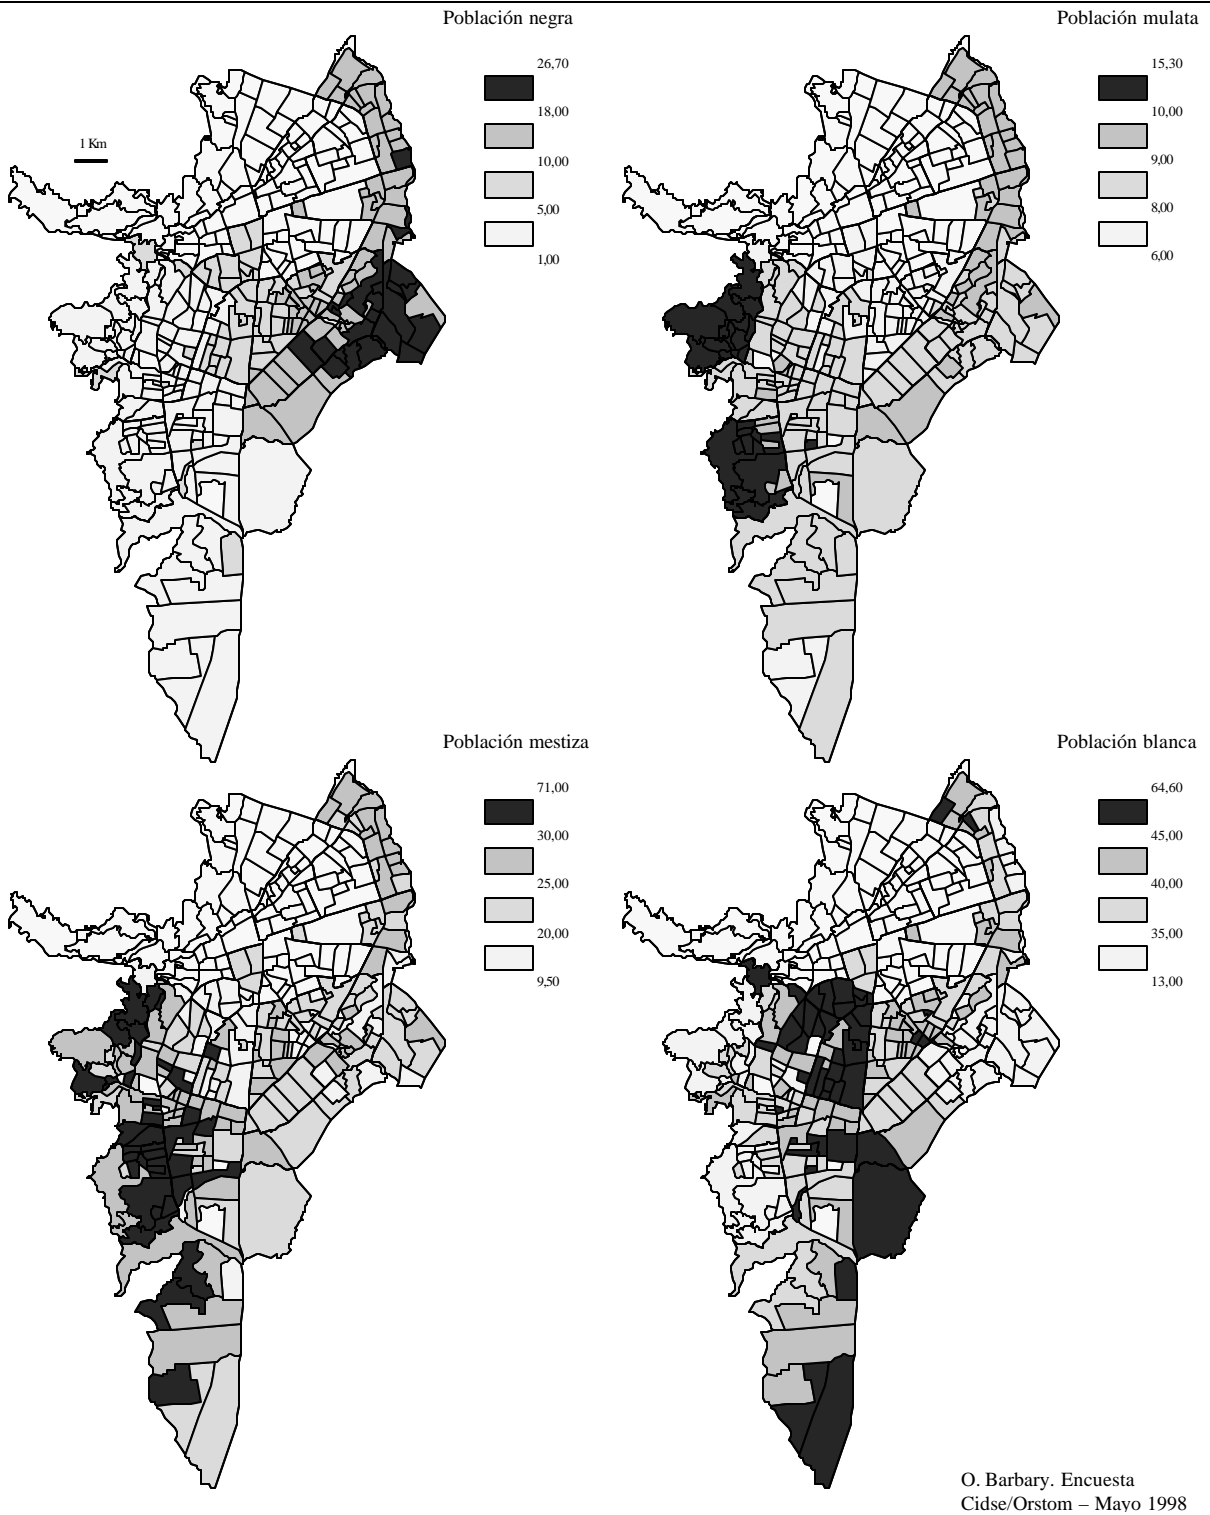 Población negra
26,70
18,00
10,00
5,00
1,00
1 Km
Población mulata
15,30
10,00
9,00
8,00
6,00
Población mestiza
71,00
30,00
25,00
20,00
9,50
Población blanca
64,60
45,00
40,00
35,00
13,00
O. Barbary. Encuesta
Cidse/Orstom – Mayo 1998